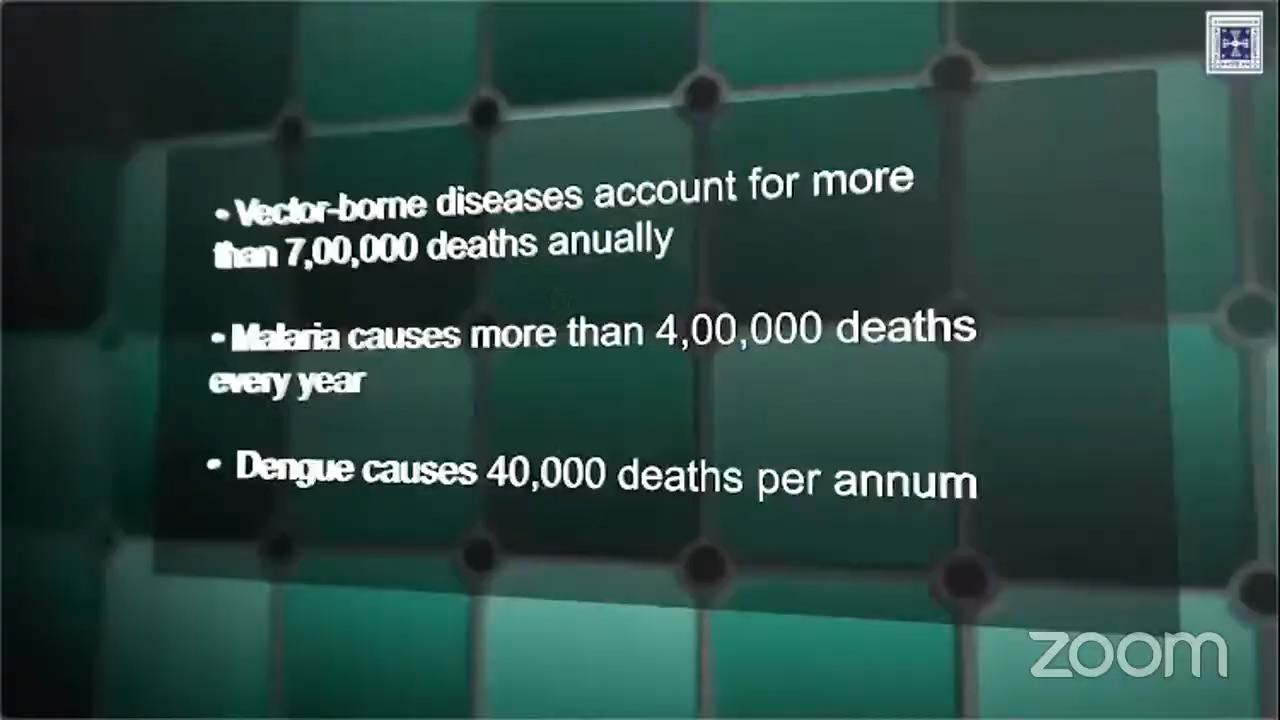 • Vector-borne diseases account for more
than 7,00,000 deaths anually
• Malaria causes more than 4,00,000 deaths
every year
• Dengue causes 40,000 deaths per annum
zoom